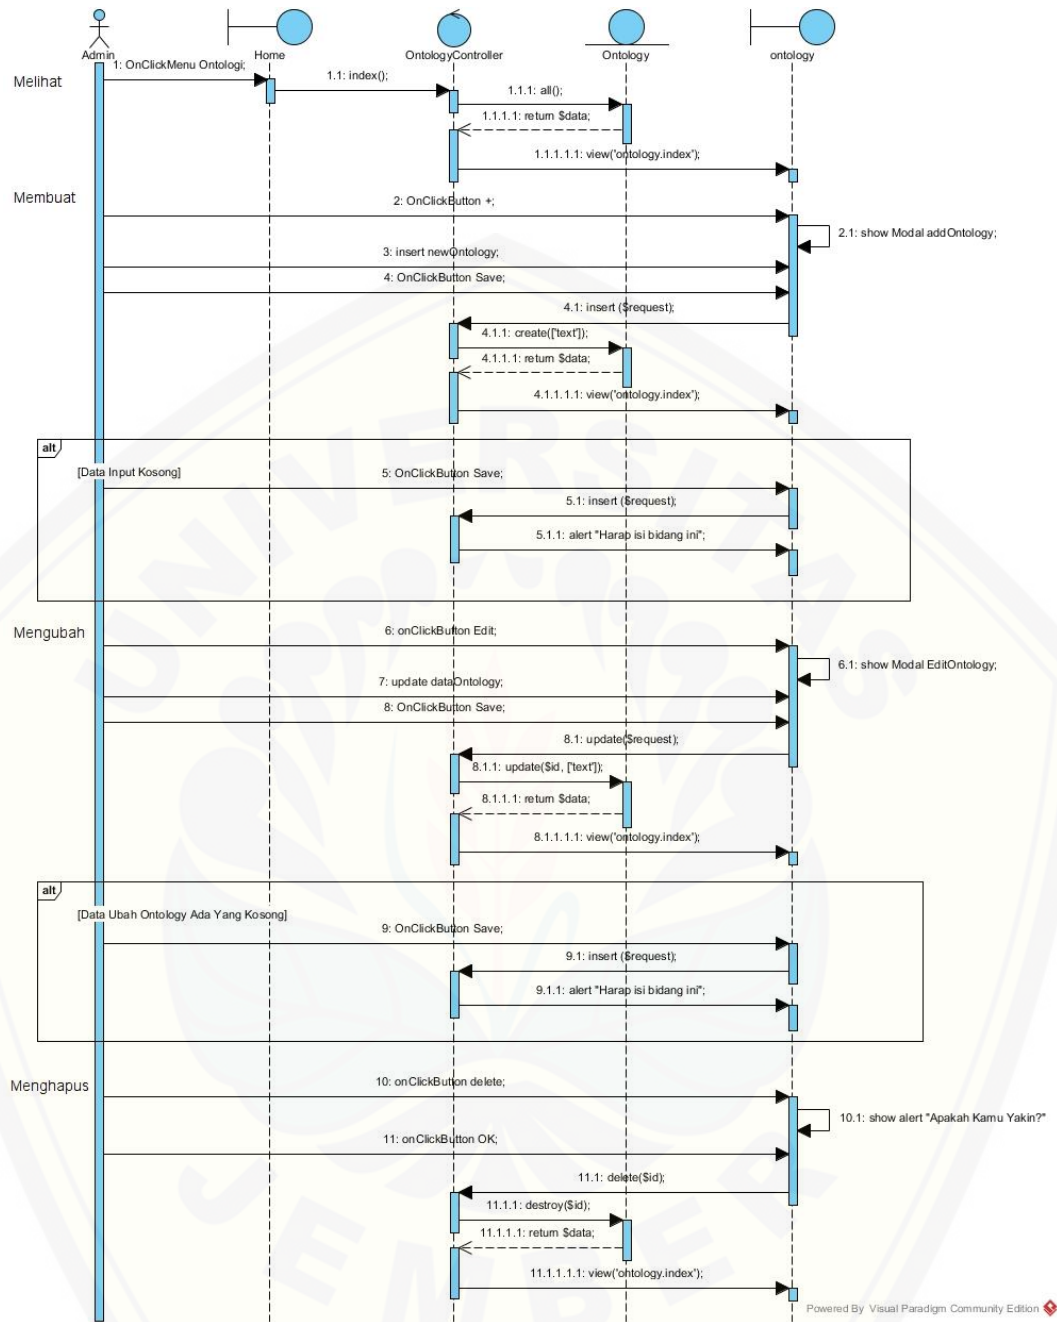 Admin
Home
OntologyController
Ontology
ontology
1: OnClickMenu Ontologi;
Melihat
1.1: index();
1.1.1: all();
1.1.1.1: return $data;
1.1.1.1.1: view('ontology.index');
Membuat
2: OnClickButton +;
2.1: show Modal addOntology;
3: insert newOntology;
4: OnClickButton Save;
4.1: insert ($request);
4.1.1: create(['text']);
4.1.1.1: return $data;
4.1.1.1.1: view('ontology.index');
alt
[Data Input Kosong]
5: OnClickButton Save;
5.1: insert ($request);
5.1.1: alert "Harap isi bidang ini";
Mengubah
6: onClickButton Edit;
6.1: show Modal EditOntology;
7: update dataOntology;
8: OnClickButton Save;
8.1: update($request);
8.1.1: update($id, ['text']);
8.1.1.1: return $data;
8.1.1.1.1: view('ontology.index');
alt
[Data Ubah Ontology Ada Yang Kosong]
9: OnClickButton Save;
9.1: insert ($request);
9.1.1: alert "Harap isi bidang ini";
Menghapus
10: onClickButton delete;
10.1: show alert "Apakah Kamu Yakin?"
11: onClickButton OK;
11.1: delete($id);
11.1.1: destroy($id);
11.1.1.1: return $data;
11.1.1.1.1: view('ontology.index');
UNIVERSITAS
JEMBER
Powered By Visual Paradigm Community Edition